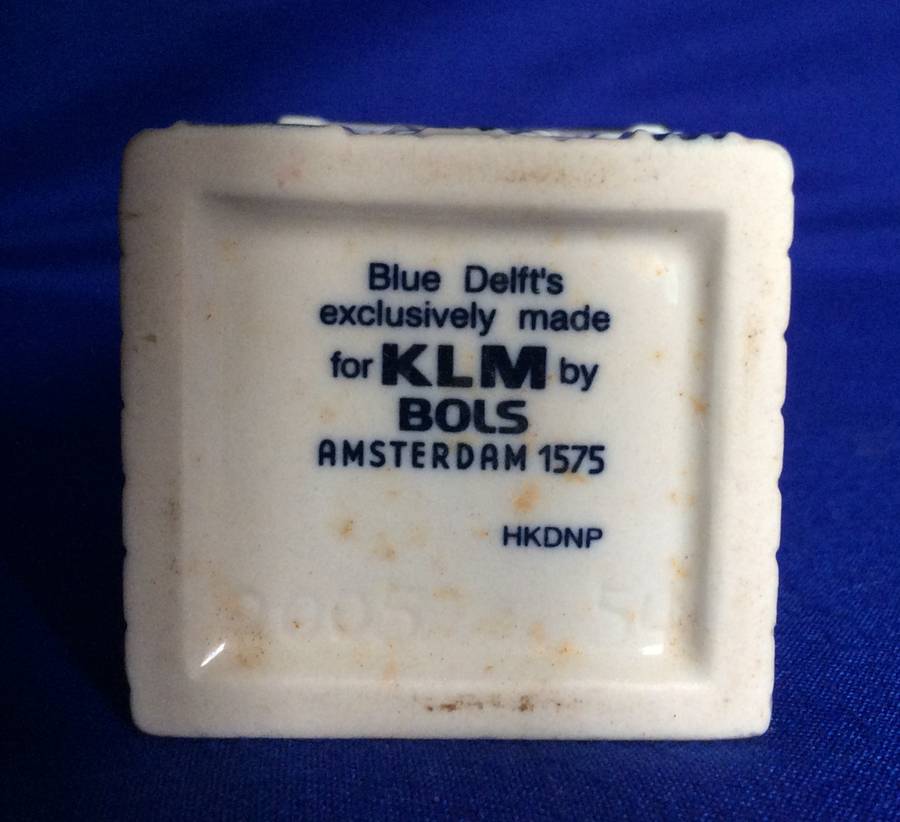 Blue Delft's
exclusively made
for KLM by
BOLS
AMSTERDAM 1575
HKDNP